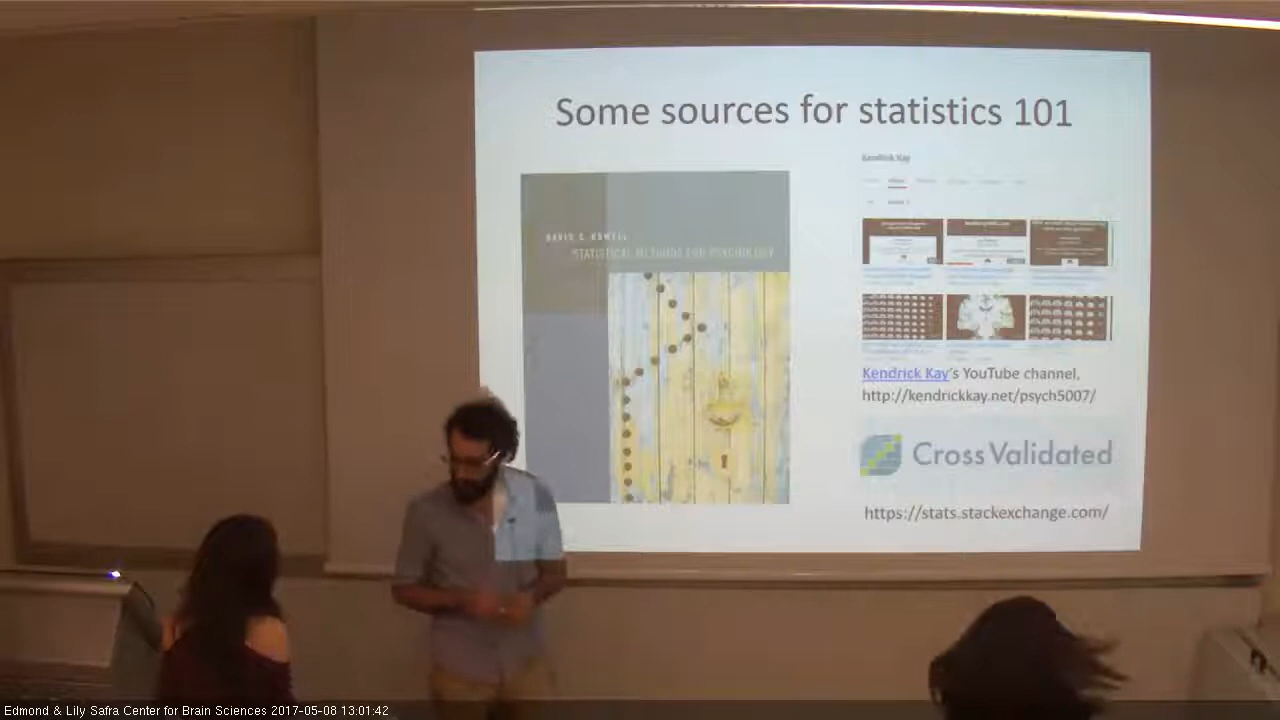 Some sources for statistics 101
DAVID C. HOWELL
STATISTICAL METHODS FOR PSYCHOLOGY
Kendrick Kay
Kendrick Kay's YouTube channel,
http://kendrickkay.net/psych5007/
CrossValidated
https://stats.stackexchange.com/
Edmond & Lily Safra Center for Brain Sciences 2017-05-08 13:01:42